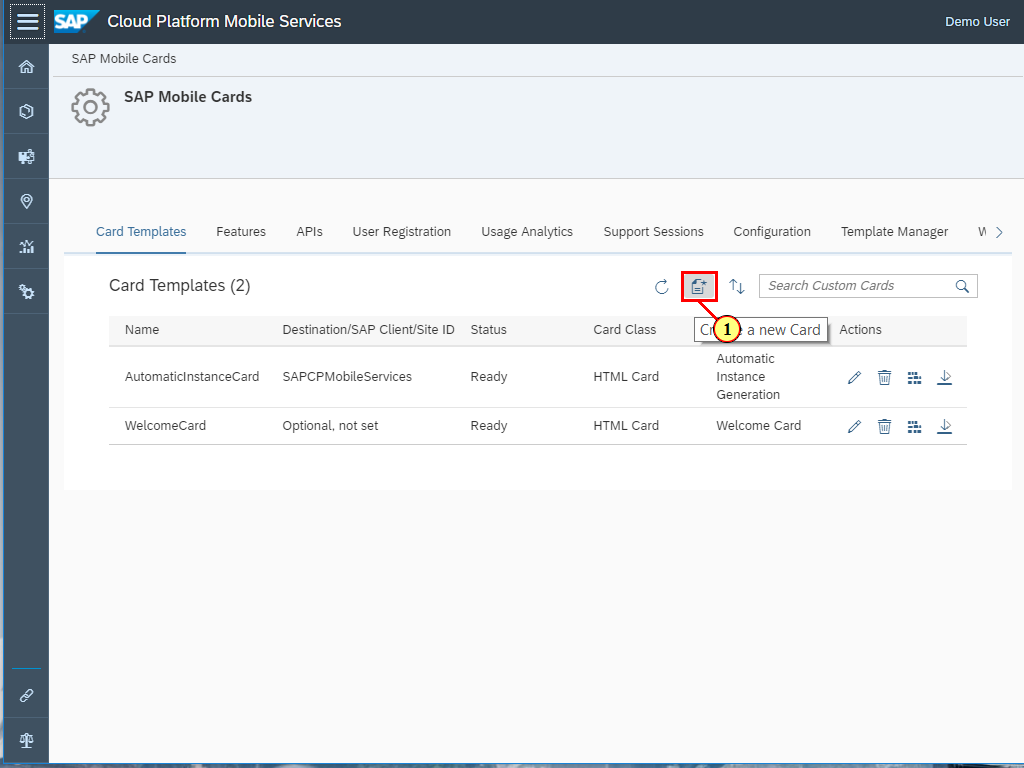 SAP Cloud Platform Mobile Services
Demo User
SAP Mobile Cards
SAP Mobile Cards
Card Templates Features APIs User Registration Usage Analytics Support Sessions Configuration Template Manager
Card Templates (2)
Search Custom Cards
1
a new Card
Name Destination/SAP Client/Site ID Status Card Class Actions
AutomaticInstanceCard SAPCPMobileServices Ready HTML Card Automatic
Instance
Generation
WelcomeCard Optional, not set Ready HTML Card Welcome Card